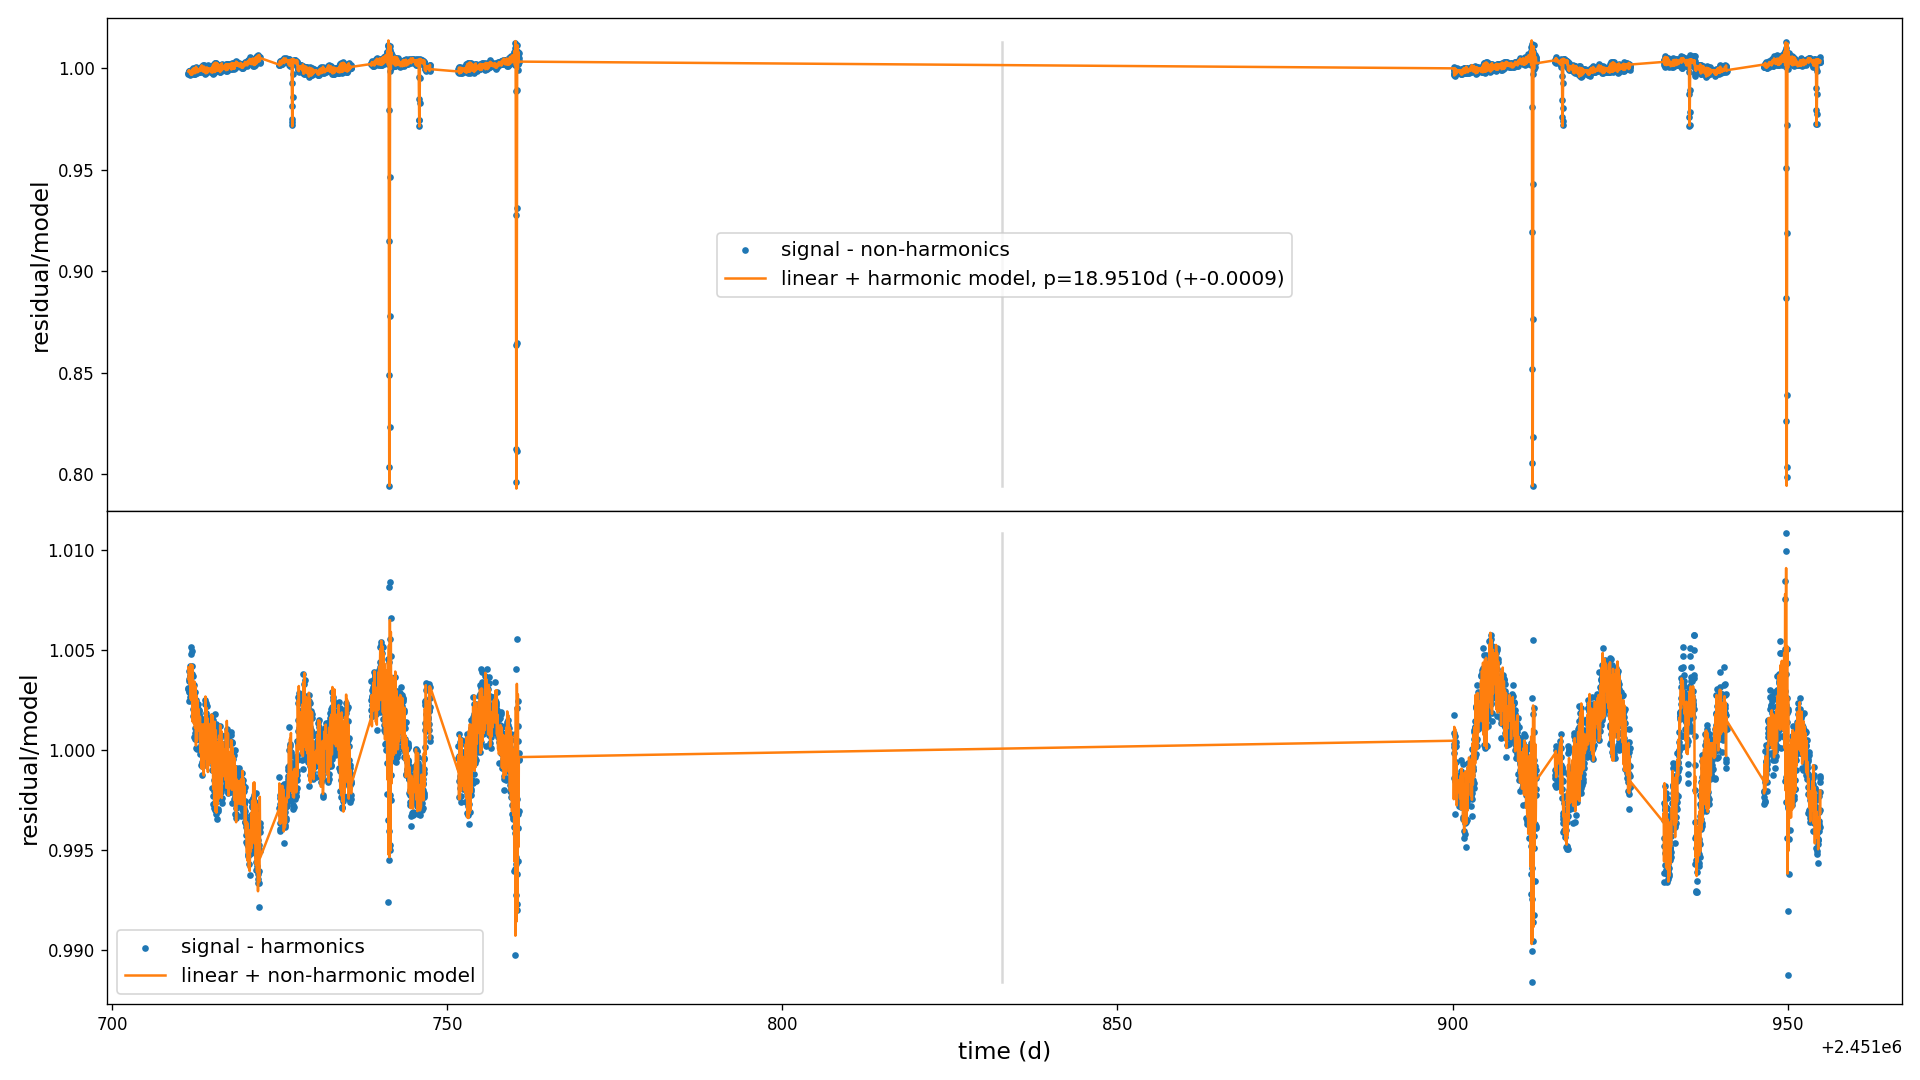 1.00
0.95
0.90
0.85
0.80
residual/model
signal - non-harmonics
linear + harmonic model, p=18.9510d (+-0.0009)
1.010
1.005
1.000
0.995
0.990
residual/model
signal - harmonics
linear + non-harmonic model
700
750
800
850
900
950
+2.451e6
time (d)